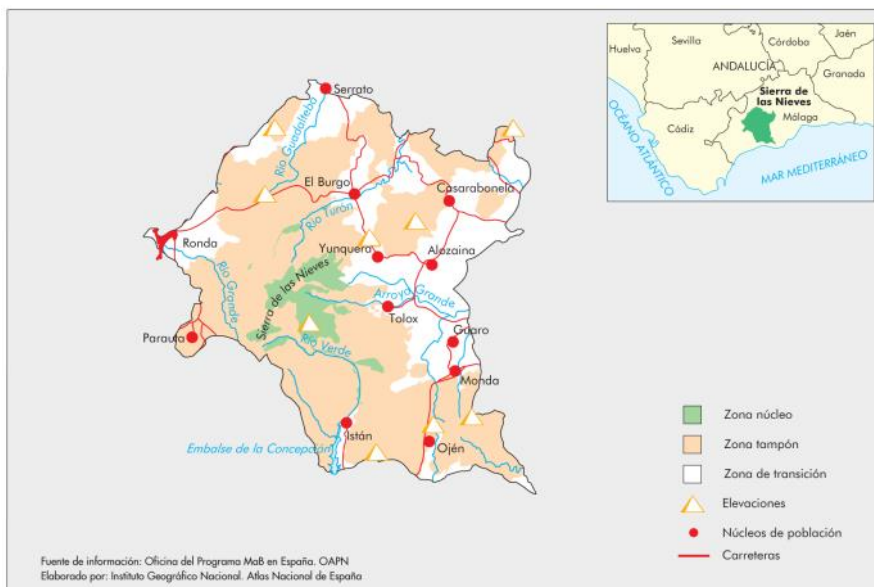 Serrato
Río Guadalteba
El Burgo
Casarabonela
Río Turón
Ronda
Yunquera
Alozaina
Río Grande
Sierra de las Nieves
Arroyo Grande
Tolox
Guaro
Parauta
Río Verde
Monda
Istán
Ojén
Embalse de la Concepción
Huelva
Sevilla
Córdoba
Jaén
ANDALUCÍA
Granada
Sierra de
las Nieves
Málaga
Cádiz
OCÉANO ATLÁNTICO
MAR MEDITERRÁNEO
Zona núcleo
Zona tampón
Zona de transición
Elevaciones
Núcleos de población
Carreteras
Fuente de información: Oficina del Programa MaB en España. OAPN
Elaborado por: Instituto Geográfico Nacional. Atlas Nacional de España